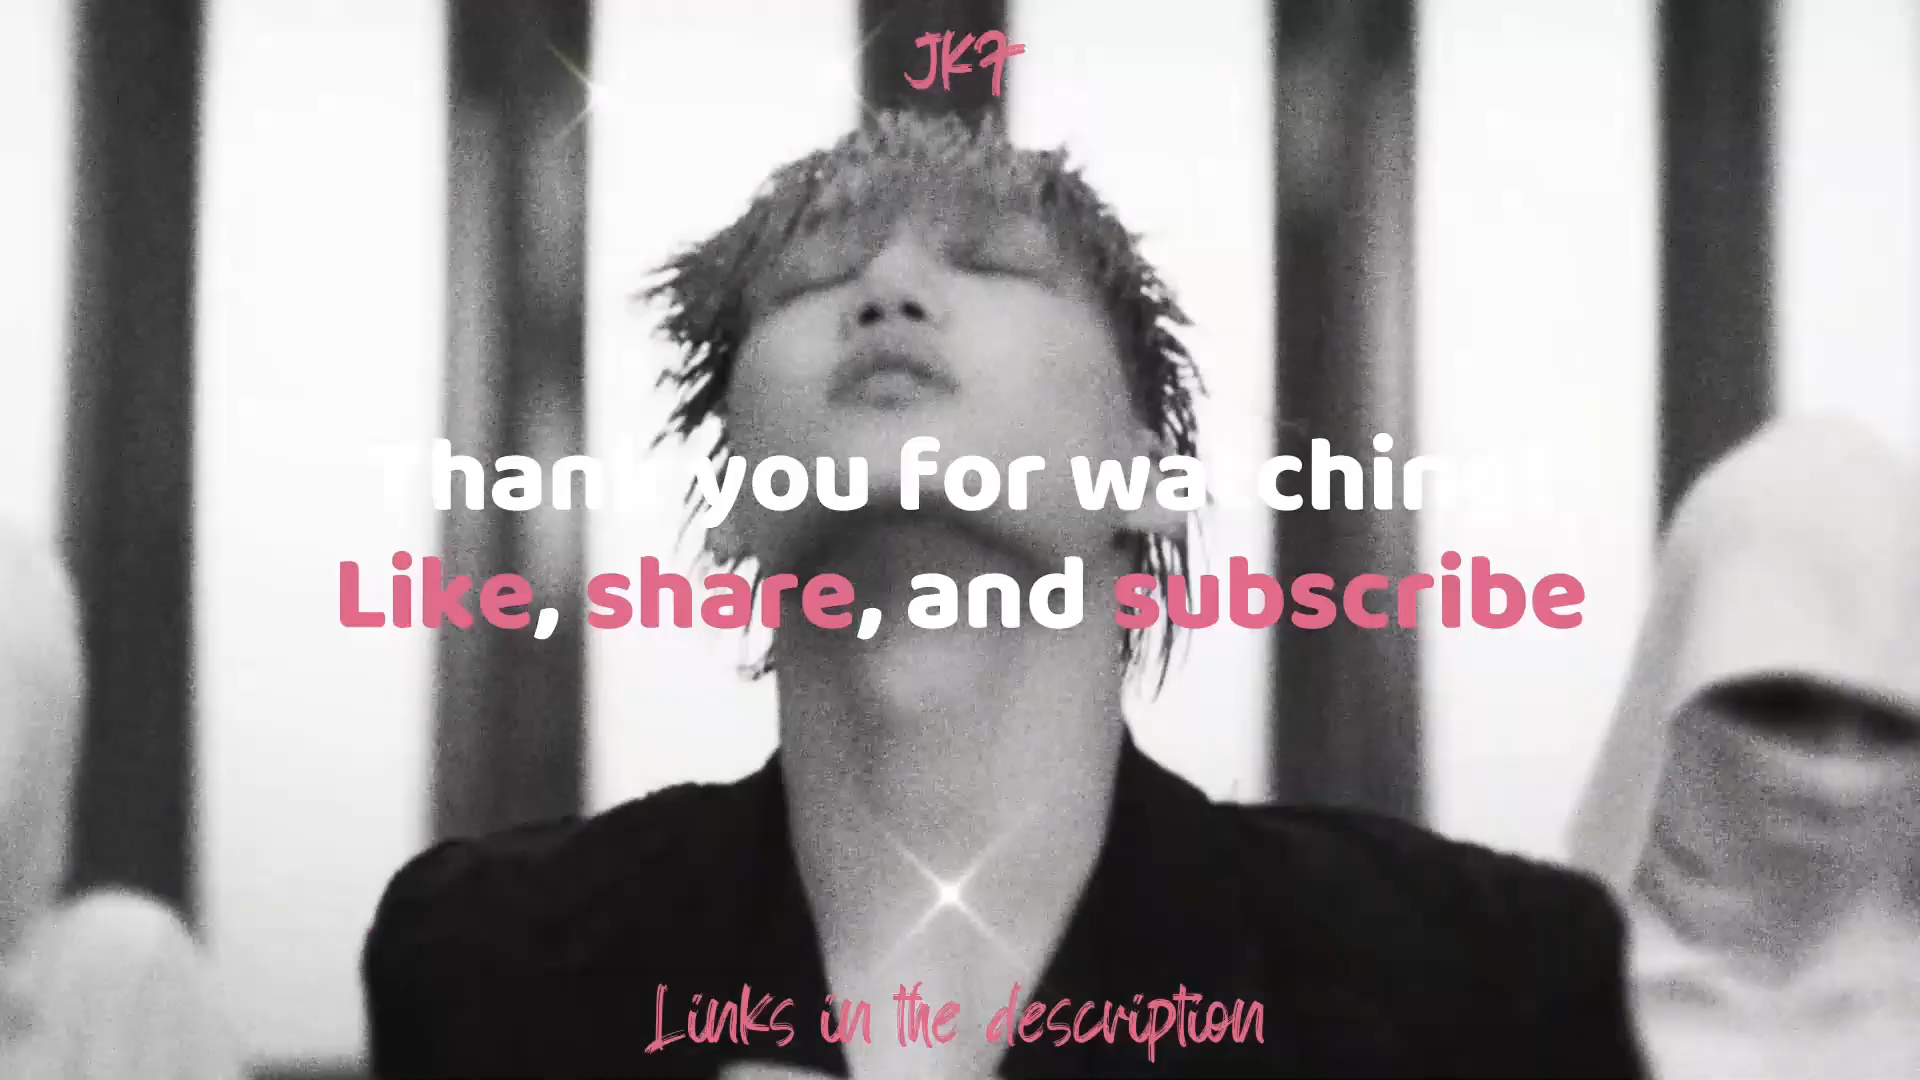 JK7
Thank you for watching!
Like, share, and subscribe
Links in the description